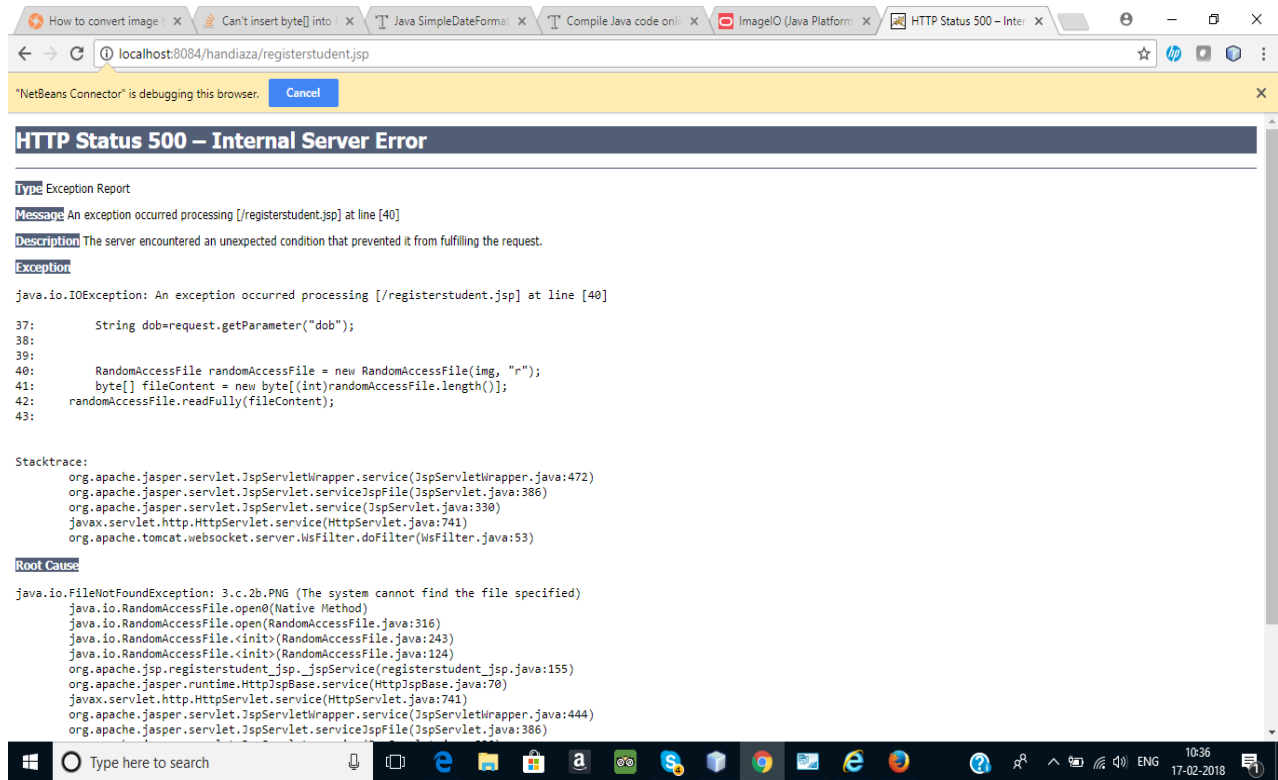 How to convert image t
Can't insert byte[] into
Java SimpleDateFormat
Compile Java code onli
ImageIO (Java Platform
HTTP Status 500 – Inter
localhost:8084/handiaza/registerstudent.jsp
"NetBeans Connector" is debugging this browser.
Cancel
HTTP Status 500 – Internal Server Error
Type Exception Report
Message An exception occurred processing [/registerstudent.jsp] at line [40]
Description The server encountered an unexpected condition that prevented it from fulfilling the request.
Exception
java.io.IOException: An exception occurred processing [/registerstudent.jsp] at line [40]
37:        String dob=request.getParameter("dob");
38:
39:
40:        RandomAccessFile randomAccessFile = new RandomAccessFile(img, "r");
41:        byte[] fileContent = new byte[(int)randomAccessFile.length()];
42:     randomAccessFile.readFully(fileContent);
43:
Stacktrace:
org.apache.jasper.servlet.JspServletWrapper.service(JspServletWrapper.java:472)
org.apache.jasper.servlet.JspServlet.serviceJspFile(JspServlet.java:386)
org.apache.jasper.servlet.JspServlet.service(JspServlet.java:330)
javax.servlet.http.HttpServlet.service(HttpServlet.java:741)
org.apache.tomcat.websocket.server.WsFilter.doFilter(WsFilter.java:53)
Root Cause
java.io.FileNotFoundException: 3.c.2b.PNG (The system cannot find the file specified)
java.io.RandomAccessFile.open0(Native Method)
java.io.RandomAccessFile.open(RandomAccessFile.java:316)
java.io.RandomAccessFile.<init>(RandomAccessFile.java:243)
java.io.RandomAccessFile.<init>(RandomAccessFile.java:124)
org.apache.jsp.registerstudent_jsp._jspService(registerstudent_jsp.java:155)
org.apache.jasper.runtime.HttpJspBase.service(HttpJspBase.java:70)
javax.servlet.http.HttpServlet.service(HttpServlet.java:741)
org.apache.jasper.servlet.JspServletWrapper.service(JspServletWrapper.java:444)
org.apache.jasper.servlet.JspServlet.serviceJspFile(JspServlet.java:386)
Type here to search
ENG
10:36
17-02-2018